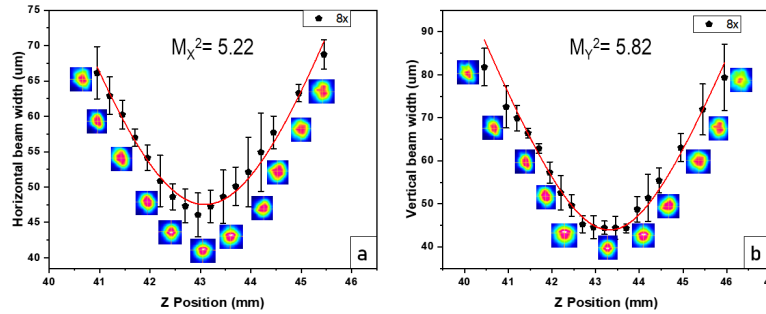 8x
M_X²= 5.22
75
70
65
60
55
50
45
40
Horizontal beam width (um)
a
40 41 42 43 44 45 46
Z Position (mm)
8x
M_Y²= 5.82
90
80
70
60
50
40
Vertical beam width (um)
b
40 41 42 43 44 45 46
Z Position (mm)